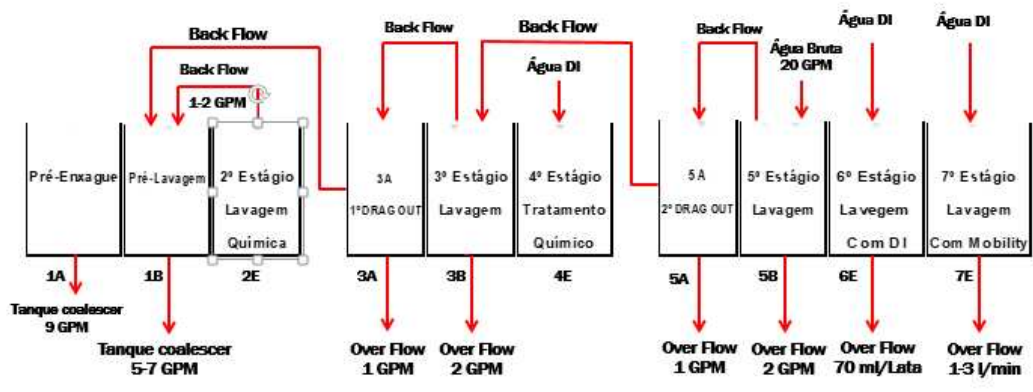 Back Flow
Back Flow
Back Flow
Back Flow
Back Flow
1-2 GPM
Água DI
Água Bruta
20 GPM
Água DI
Água DI
Pré-Enxague
Pré-Lavagem
2º Estágio
Lavagem
Química
3A
1º DRAG OUT
3º Estágio
Lavagem
4º Estágio
Tratamento
Químico
5A
2º DRAG OUT
5º Estágio
Lavagem
6º Estágio
Lavegem
Com DI
7º Estágio
Lavagem
Com Mobility
1A
1B
2E
3A
3B
4E
5A
5B
6E
7E
Tanque coalescer
9 GPM
Tanque coalescer
5-7 GPM
Over Flow
1 GPM
Over Flow
2 GPM
Over Flow
1 GPM
Over Flow
2 GPM
Over Flow
70 ml/Lata
Over Flow
1-3 l/min